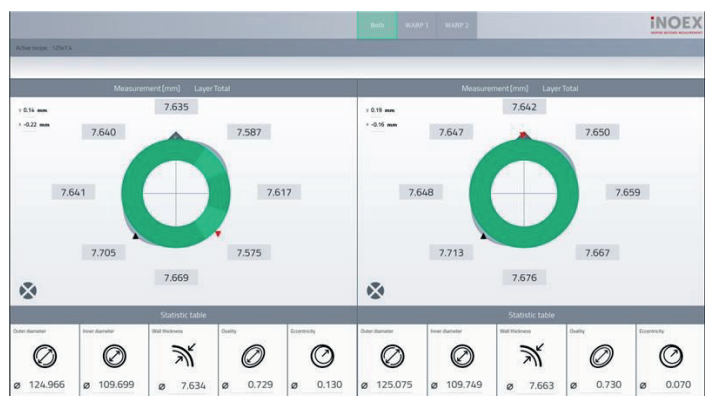 Both WARP 1 WARP 2
iNOEX
Active recipe: 125x7.4
Measurement [mm] Layer Total
Y 0.14 mm
X -0.22 mm
7.635
7.640 7.587
7.641 7.617
7.705 7.575
7.669
Measurement [mm] Layer Total
Y 0.19 mm
X -0.16 mm
7.642
7.647 7.650
7.648 7.659
7.713 7.667
7.676
Statistic table
Outer diameter Inner diameter Wall thickness Ovality Eccentricity
Ø 124.966 Ø 109.699 Ø 7.634 Ø 0.729 Ø 0.130
Statistic table
Outer diameter Inner diameter Wall thickness Ovality Eccentricity
Ø 125.075 Ø 109.749 Ø 7.663 Ø 0.730 Ø 0.070